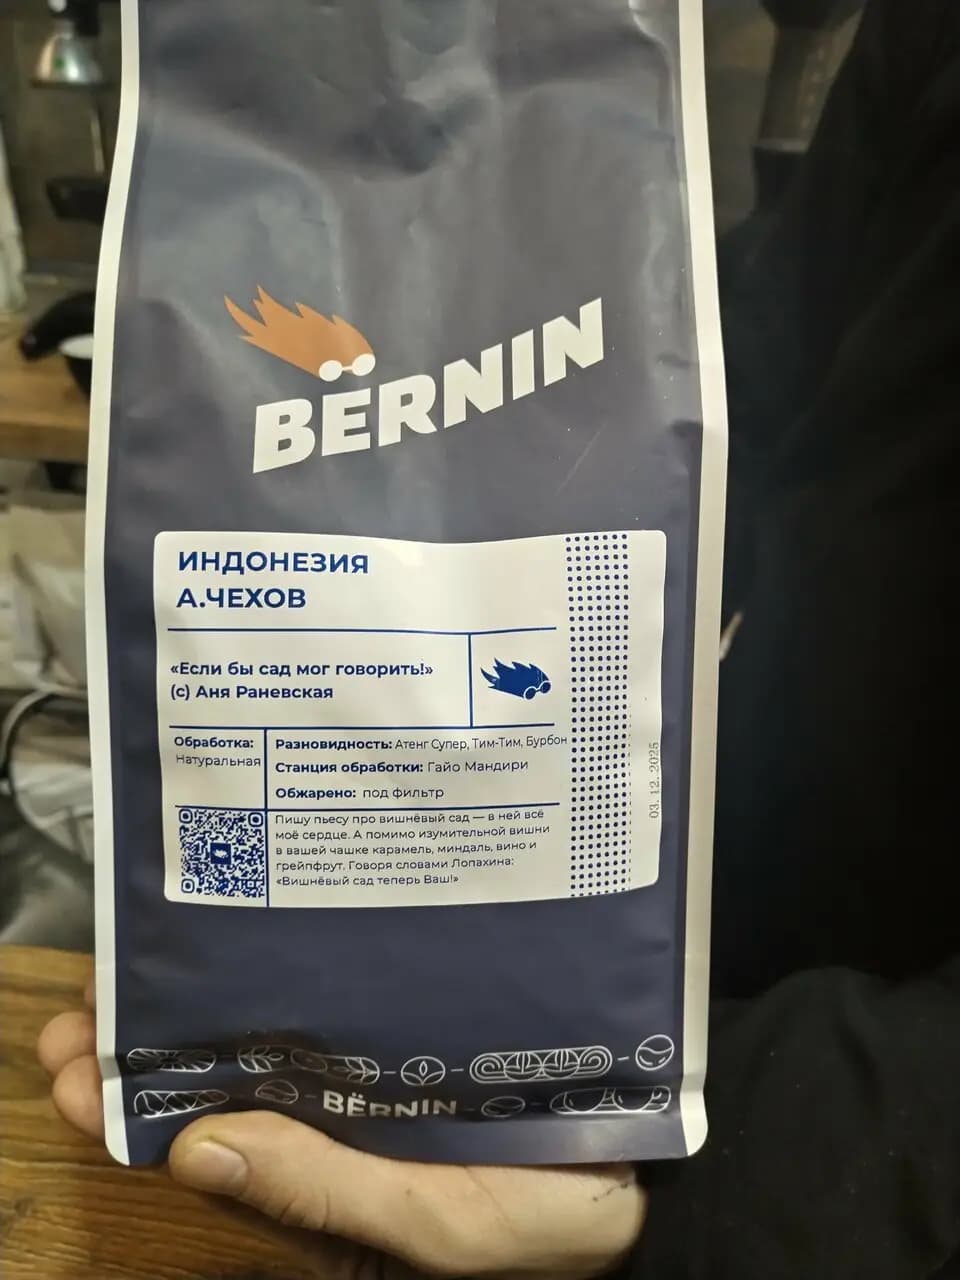 BËRNIN
ИНДОНЕЗИЯ
А.ЧЕХОВ
«Если бы сад мог говорить!»
(с) Аня Раневская
Обработка:
Натуральная
Разновидность: Атенг Супер, Тим-Тим, Бурбон
Станция обработки: Гайо Мандири
Обжарено: под фильтр
Пишу пьесу про вишнёвый сад — в ней всё
моё сердце. А помимо изумительной вишни
в вашей чашке карамель, миндаль, вино и
грейпфрут. Говоря словами Лопахина:
«Вишнёвый сад теперь Ваш!»
03. 12. 2025
BËRNIN